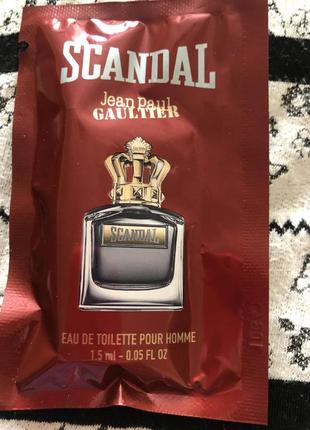 SCANDAL
Jean Paul
GAULTIER
SCANDAL
EAU DE TOILETTE POUR HOMME
1.5 ml - 0.05 FL OZ